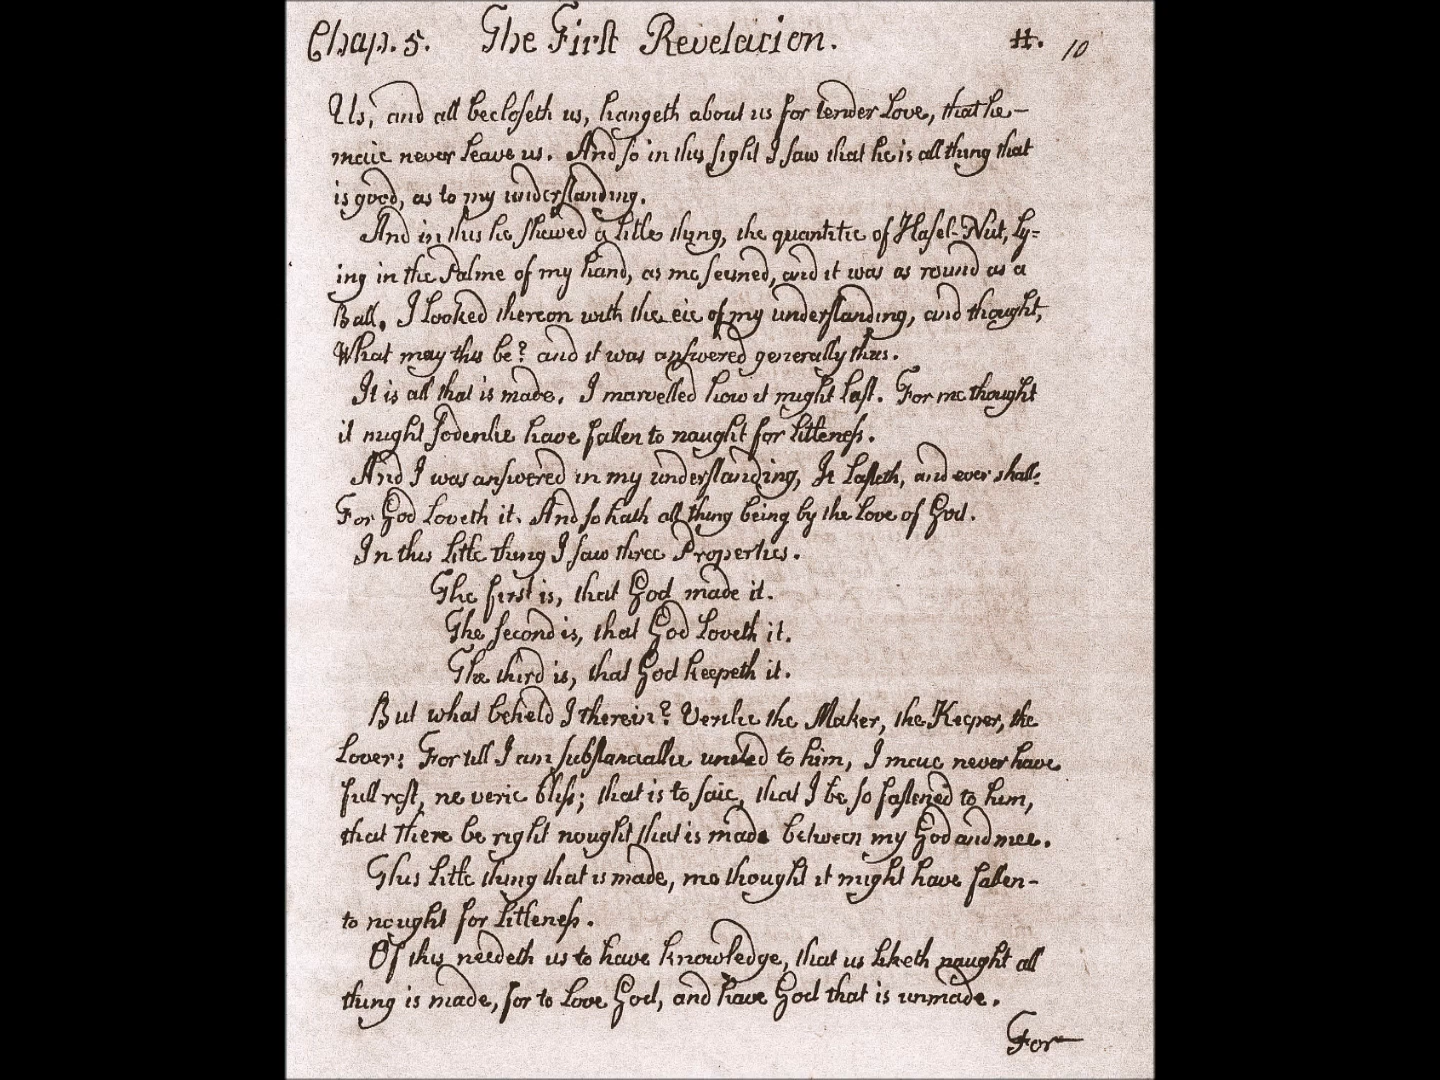 Chap. 5. The First Revelation. #. 10
Us, and all becloseth us, hangeth about us for tender Love, that he-
maie never leave us. And so in this sight I saw that he is all thing that
is good, as to my understanding.
And in this he shewed a little thing, the quantitie of Hasel-Nut, Ly=
ing in the Palme of my hand, as me seemed, and it was as round as a
Ball. I looked thereon with the eie of my understanding, and thought,
What may this be? and it was answered generally thus.
It is all that is made. I marvelled how it might last. For me thought
it might sodenlie have fallen to naught for litleness.
And I was answered in my understanding, It Lasteth, and ever shall:
For God Loveth it. And so hath all thing being by the Love of God.
In this little thing I saw three Properties.
The first is, that God made it.
The second is, that God Loveth it.
The third is, that God keepeth it.
But what beheld I therein? Verilie the Maker, the Keeper, the
Lover: For till I am substanciallie united to him, I maie never have
full rest, ne verie bliss; that is to saie, that I be so fastened to him,
that there be right nought that is made between my God and mee.
This little thing that is made, me thought it might have fallen-
to nought for litleness.
Of this needeth us to have knowledge, that us liketh naught all
thing is made, for to Love God, and have God that is unmade.
For